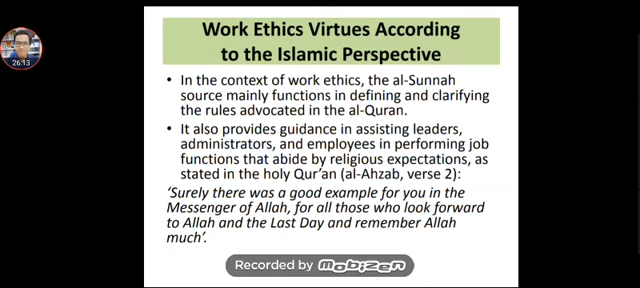 Work Ethics Virtues According
to the Islamic Perspective
26:13
• In the context of work ethics, the al-Sunnah
source mainly functions in defining and clarifying
the rules advocated in the al-Quran.
• It also provides guidance in assisting leaders,
administrators, and employees in performing job
functions that abide by religious expectations, as
stated in the holy Qur'an (al-Ahzab, verse 2):
‘Surely there was a good example for you in the
Messenger of Allah, for all those who look forward
to Allah and the Last Day and remember Allah
much’.
Recorded by mobizen